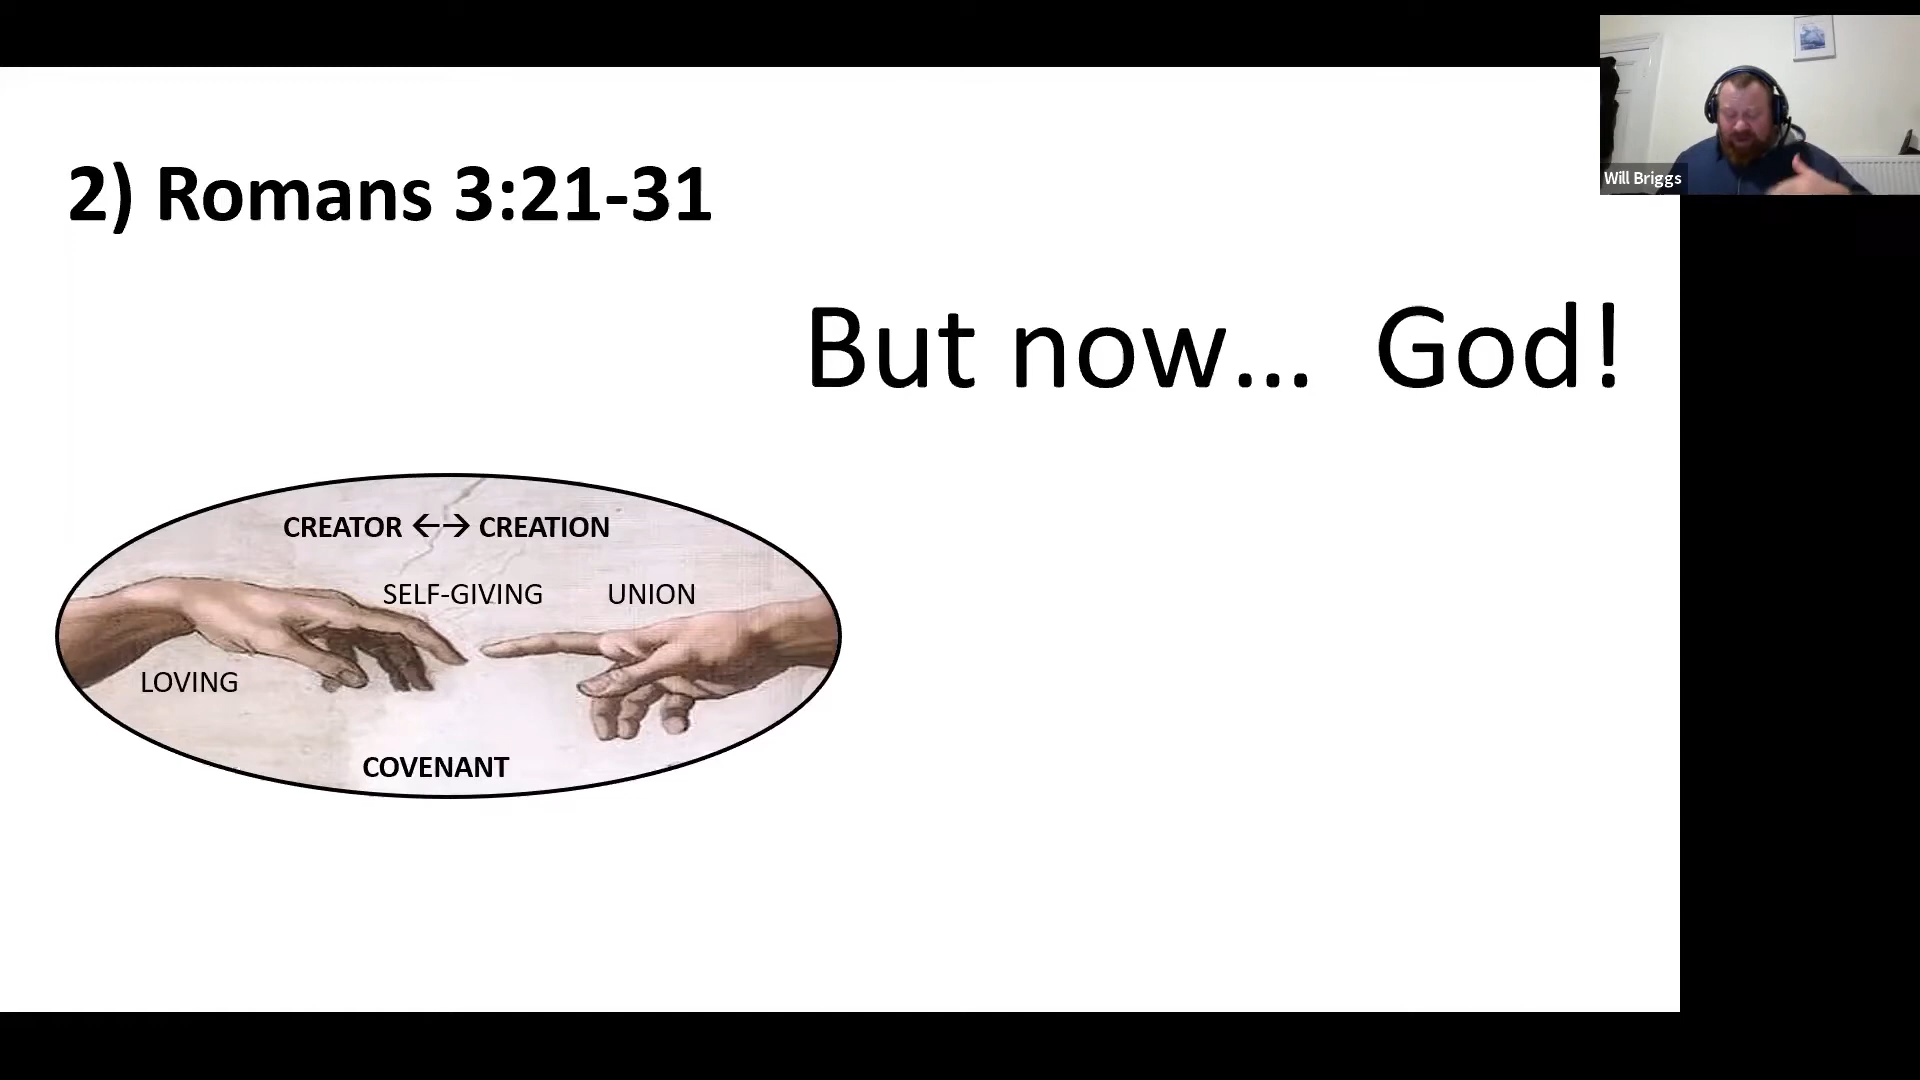 2) Romans 3:21-31
But now... God!
CREATOR ←→ CREATION
SELF-GIVING UNION
LOVING
COVENANT
Will Briggs